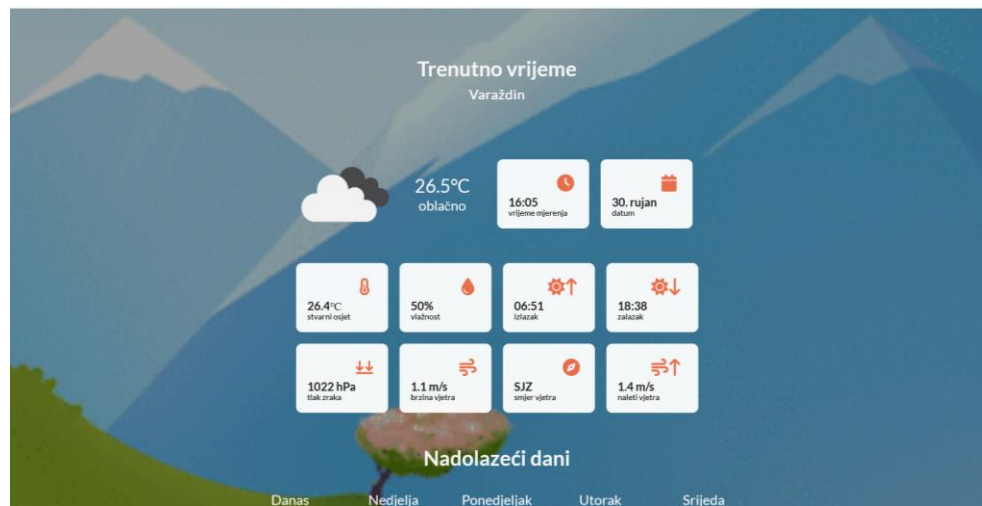 Trenutno vrijeme
Varaždin
26.5°C
oblačno
16:05
vrijeme mjerenja
30. rujan
datum
26.4°C
stvarni osjet
50%
vlažnost
06:51
izlazak
18:38
zalazak
1022 hPa
tlak zraka
1.1 m/s
brzina vjetra
SJZ
smjer vjetra
1.4 m/s
naleti vjetra
Nadolazeći dani
Danas Nedjelja Ponedjeljak Utorak Srijeda